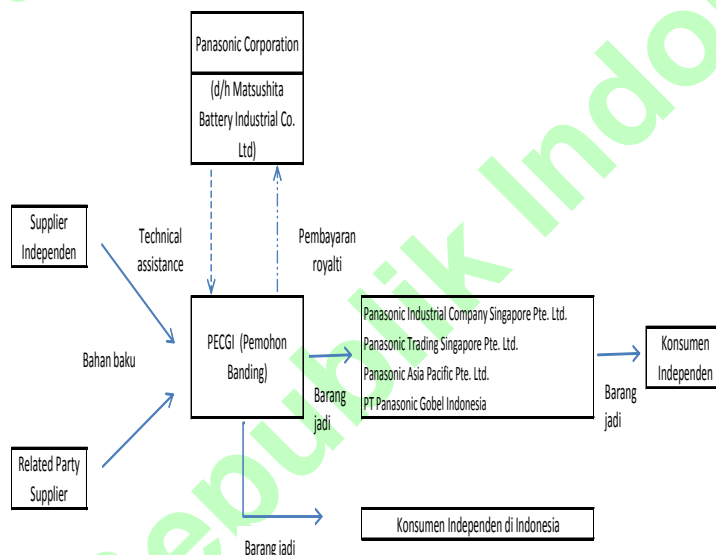 Panasonic Corporation
(d/h Matsushita
Battery Industrial Co.
Ltd)
Supplier
Independen
Technical
assistance
Pembayaran
royalti
Bahan baku
PECGI (Pemohon
Banding)
Barang
jadi
Panasonic Industrial Company Singapore Pte. Ltd.
Panasonic Trading Singapore Pte. Ltd.
Panasonic Asia Pacific Pte. Ltd.
PT Panasonic Gobel Indonesia
Barang
jadi
Konsumen
Independen
Related Party
Supplier
Barang jadi
Konsumen Independen di Indonesia
epublik Indo